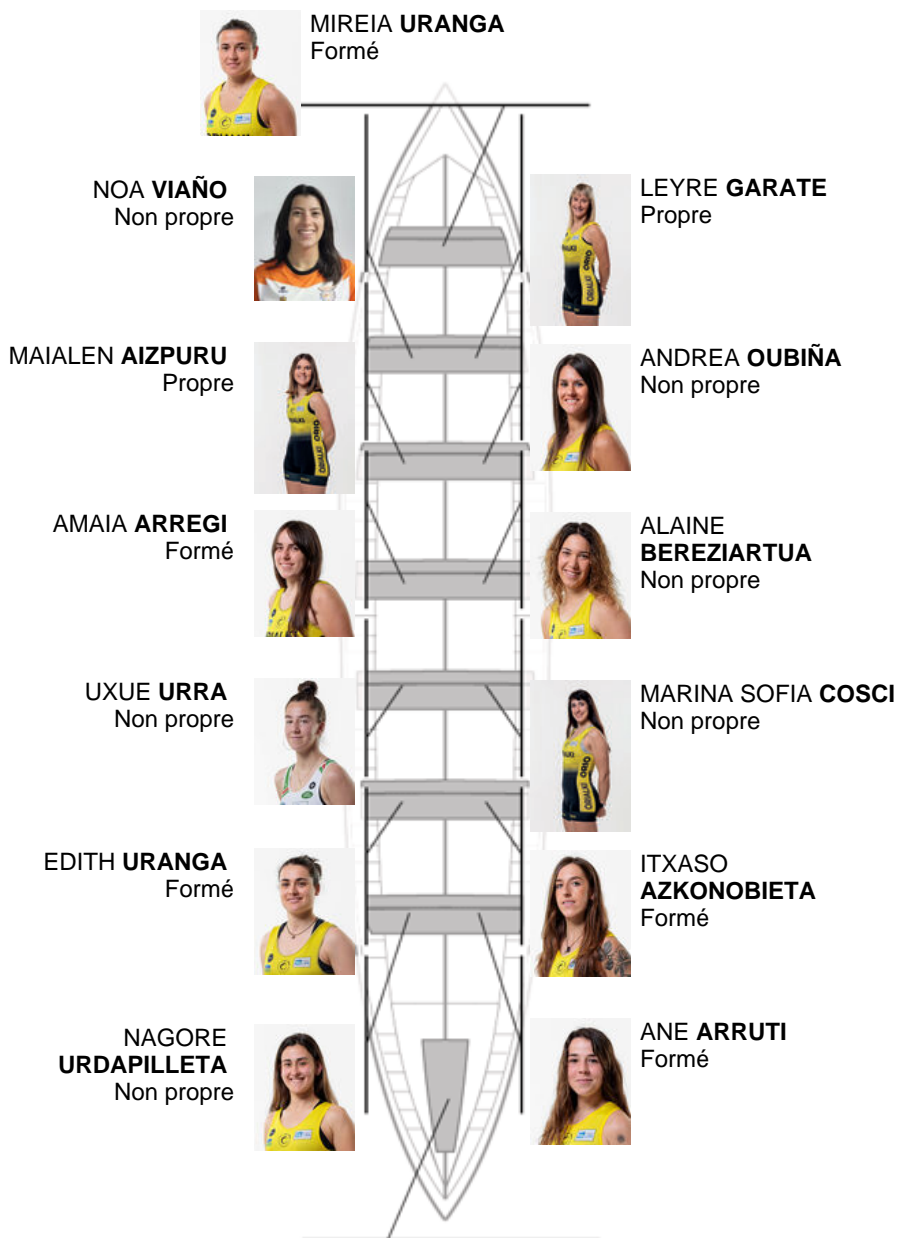 MIREIA URANGA
Formé
NOA VIAÑO
Non propre
LEYRE GARATE
Propre
MAIALEN AIZPURU
Propre
ANDREA OUBIÑA
Non propre
AMAIA ARREGI
Formé
ALAINE
BEREZIARTUA
Non propre
UXUE URRA
Non propre
MARINA SOFIA COSCI
Non propre
EDITH URANGA
Formé
ITXASO
AZKONOBIETA
Formé
NAGORE
URDAPILLETA
Non propre
ANE ARRUTI
Formé